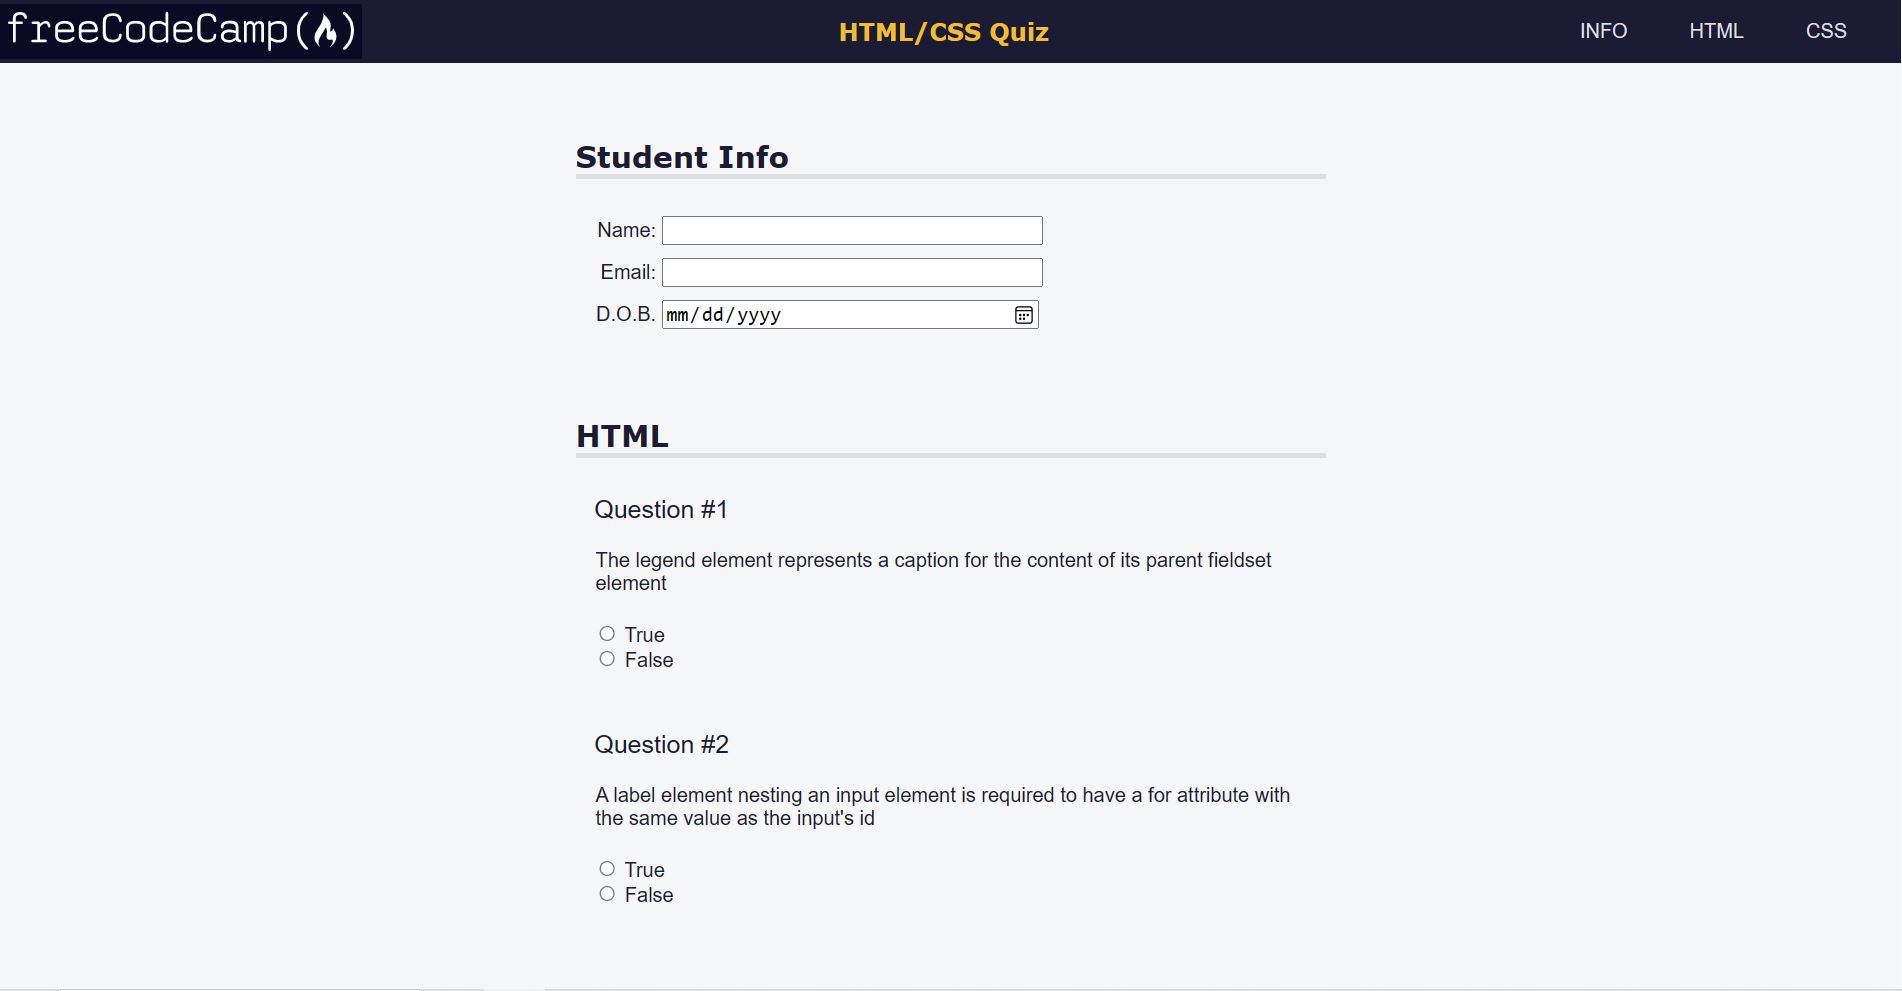 freeCodeCamp
HTML/CSS Quiz
INFO
HTML
CSS
Student Info
Name:
Email:
D.O.B. mm/dd/yyyy
HTML
Question #1
The legend element represents a caption for the content of its parent fieldset
element
True
False
Question #2
A label element nesting an input element is required to have a for attribute with
the same value as the input's id
True
False